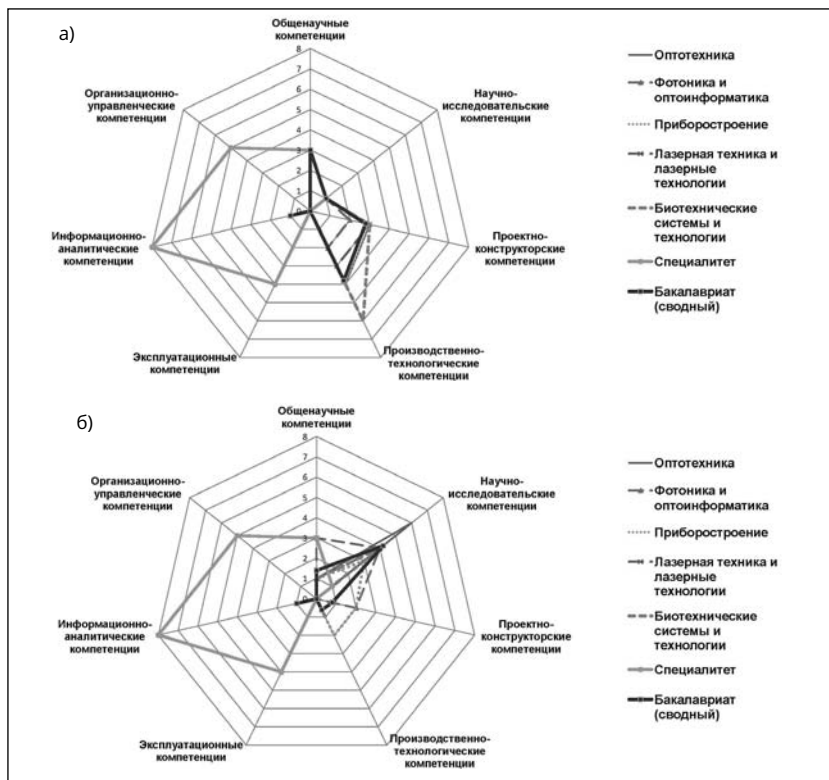 а)
Общенаучные
компетенции
8
7
6
5
4
3
2
1
0
Организационно-
управленческие
компетенции
Научно-
исследовательские
компетенции
Информационно-
аналитические
компетенции
Проектно-
конструкторские
компетенции
Эксплуатационные
компетенции
Производственно-
технологические
компетенции
Оптотехника
Фотоника и
оптоинформатика
Приборостроение
Лазерная техника и
лазерные
технологии
Биотехнические
системы и
технологии
Специалитет
Бакалавриат
(сводный)
б)
Общенаучные
компетенции
8
7
6
5
4
3
2
1
0
Организационно-
управленческие
компетенции
Научно-
исследовательские
компетенции
Информационно-
аналитические
компетенции
Проектно-
конструкторские
компетенции
Эксплуатационные
компетенции
Производственно-
технологические
компетенции
Оптотехника
Фотоника и
оптоинформатика
Приборостроение
Лазерная техника и
лазерные
технологии
Биотехнические
системы и
технологии
Специалитет
Бакалавриат
(сводный)